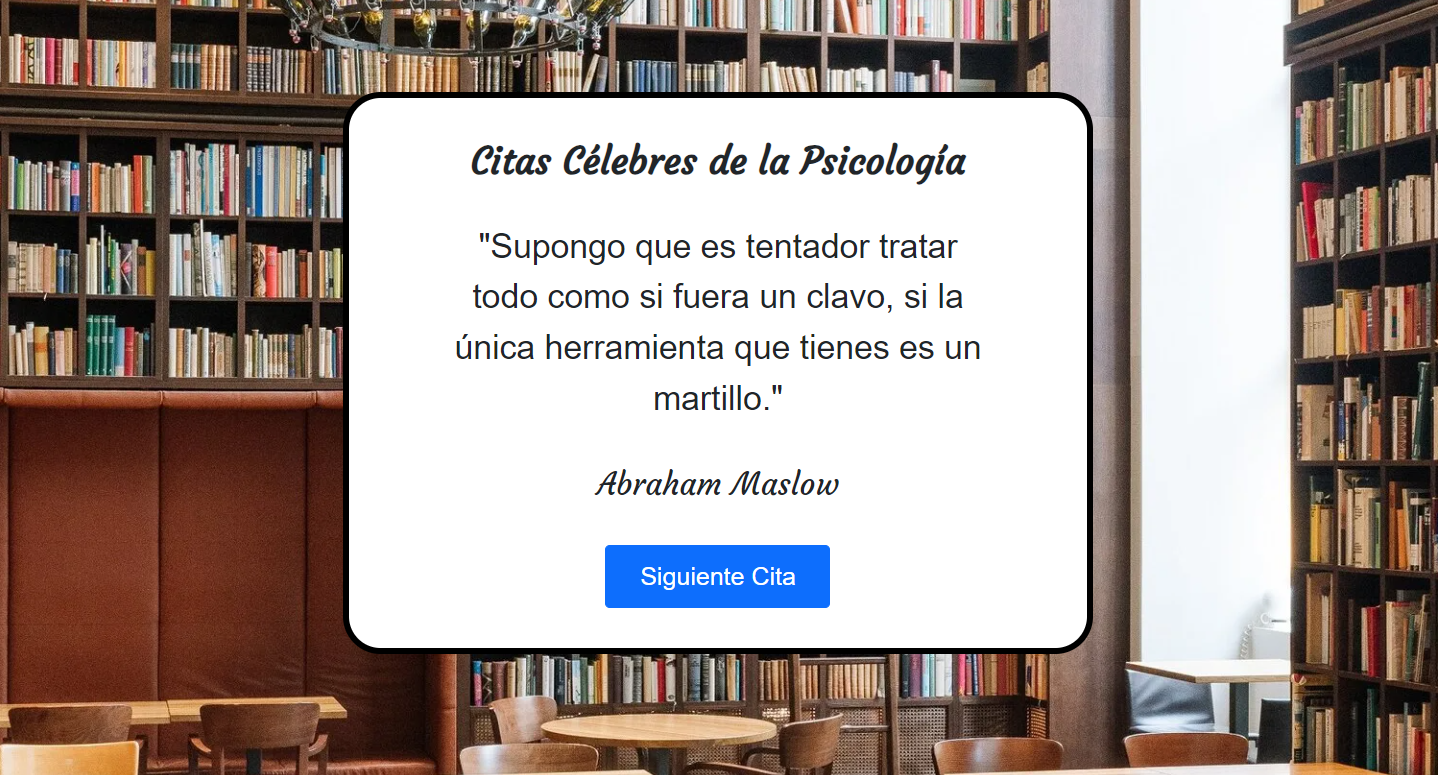 Citas Célebres de la Psicología
"Supongo que es tentador tratar
todo como si fuera un clavo, si la
única herramienta que tienes es un
martillo."
Abraham Maslow
Siguiente Cita